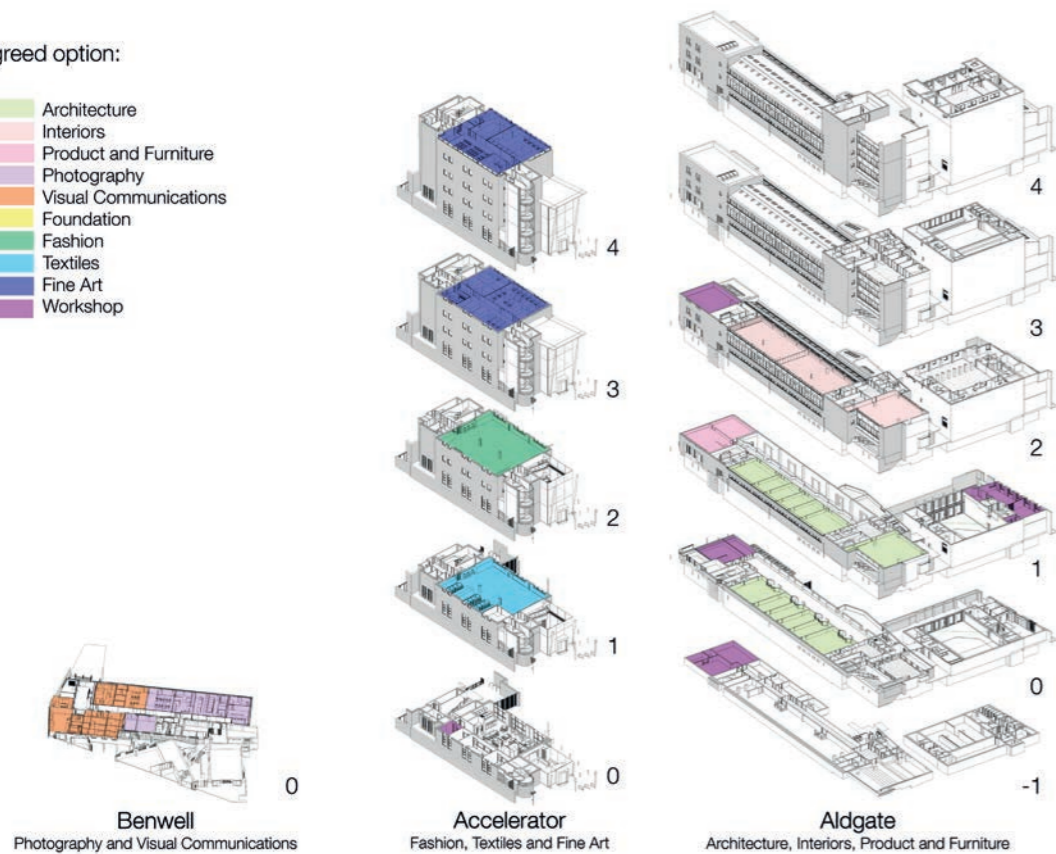 greed option:
Architecture
Interiors
Product and Furniture
Photography
Visual Communications
Foundation
Fashion
Textiles
Fine Art
Workshop
4
3
2
1
0
4
3
2
1
0
-1
0
Benwell
Photography and Visual Communications
Accelerator
Fashion, Textiles and Fine Art
Aldgate
Architecture, Interiors, Product and Furniture